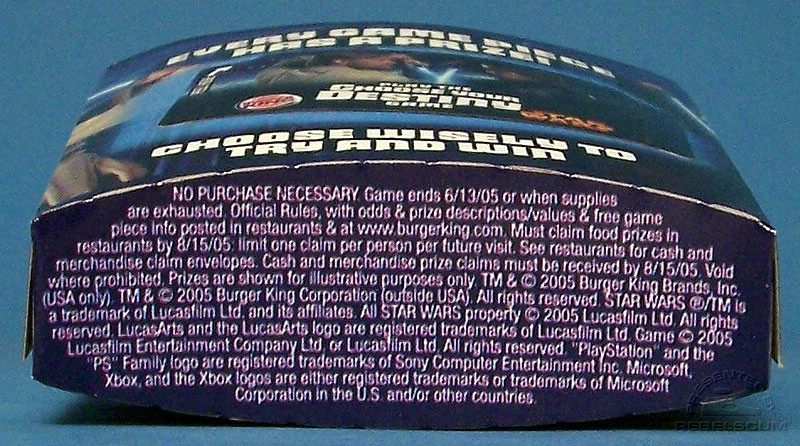 EVERY GAME PIECE
HAS A PRIZE!
CHOOSE YOUR
DESTINY
CHOOSE WISELY TO
TRY AND WIN
NO PURCHASE NECESSARY. Game ends 6/13/05 or when supplies
are exhausted. Official Rules, with odds & prize descriptions/values & free game
piece info posted in restaurants & at www.burgerking.com. Must claim food prizes in
restaurants by 8/15/05: limit one claim per person per future visit. See restaurants for cash and
merchandise claim envelopes. Cash and merchandise prize claims must be received by 8/15/05. Void
where prohibited. Prizes are shown for illustrative purposes only. TM & © 2005 Burger King Brands, Inc.
(USA only). TM & © 2005 Burger King Corporation (outside USA). All rights reserved. STAR WARS ®/TM is
a trademark of Lucasfilm Ltd. and its affiliates. All STAR WARS property © 2005 Lucasfilm Ltd. All rights
reserved. LucasArts and the LucasArts logo are registered trademarks of Lucasfilm Ltd. Game © 2005
Lucasfilm Entertainment Company Ltd. or Lucasfilm Ltd. All rights reserved. "PlayStation" and the
"PS" Family logo are registered trademarks of Sony Computer Entertainment Inc. Microsoft,
Xbox, and the Xbox logos are either registered trademarks or trademarks of Microsoft
Corporation in the U.S. and/or other countries.
PRESENTED BY
REBELSCUM